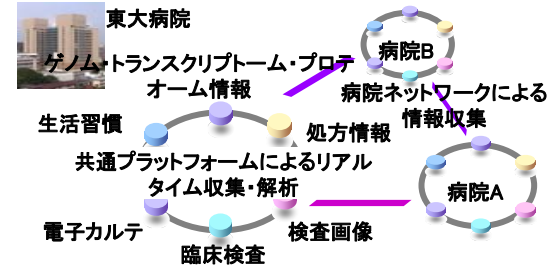 東大病院
病院B
ゲノム・トランスクリプトーム・プロテ
オーム情報
病院ネットワークによる
情報収集
生活習慣
処方情報
共通プラットフォームによるリアル
タイム収集・解析
病院A
電子カルテ
検査画像
臨床検査